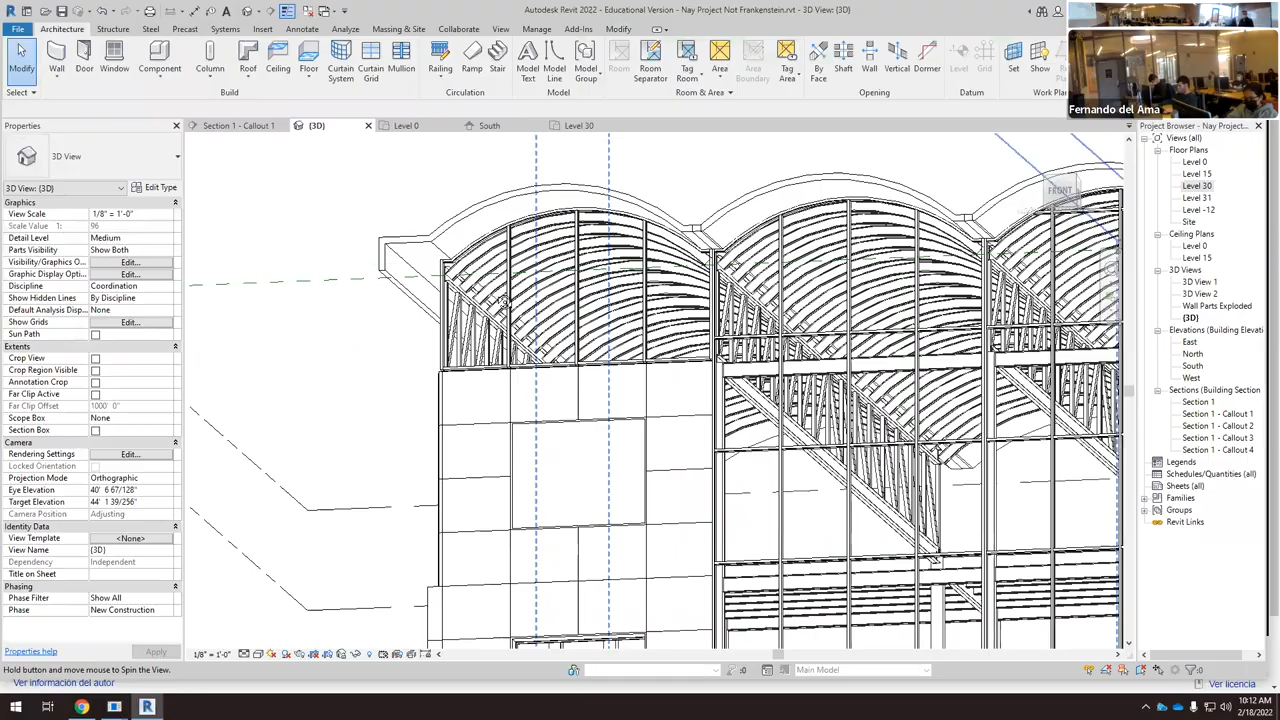 Autodesk Revit 2022 - Educational Version - Nay Project Not Frankenstein.rvt - 3D View: {3D}
File Architecture Structure Steel Precast Systems Insert Annotate Analyze Massing & Site Collaborate View Manage Add-Ins Modify
Modify Wall Door Window Component Column Roof Ceiling Floor Curtain System Curtain Grid Mullion Railing Ramp Stair Model Text Model Line Model Group Room Room Separator Tag Room Area Area Boundary Tag Area By Face Shaft Wall Vertical Dormer Level Grid Set Show
Select Build Circulation Model Room & Area Opening Datum Work Pl
Fernando del Ama
Properties
Section 1 - Callout 1 {3D} Level 0 South Level 30
3D View
3D View: {3D} Edit Type
Graphics
View Scale 1/8" = 1'-0"
Scale Value 1: 96
Detail Level Medium
Parts Visibility Show Both
Visibility/Graphics O... Edit...
Graphic Display Opti... Edit...
Discipline Coordination
Show Hidden Lines By Discipline
Default Analysis Disp... None
Show Grids Edit...
Sun Path
Extents
Crop View
Crop Region Visible
Annotation Crop
Far Clip Active
Far Clip Offset 1000' 0"
Scope Box None
Section Box
Camera
Rendering Settings Edit...
Locked Orientation
Projection Mode Orthographic
Eye Elevation 40' 6 67/128"
Target Elevation 44' 1 39/256"
Camera Position Adjusting
Identity Data
View Template <None>
View Name {3D}
Dependency Independent
Title on Sheet
Phasing
Phase Filter Show All
Phase New Construction
Properties help Apply
FRONT
Project Browser - Nay Project...
Views (all)
Floor Plans
Level 0
Level 15
Level 30
Level 31
Level -12
Site
Ceiling Plans
Level 0
Level 15
3D Views
3D View 1
3D View 2
Wall Parts Exploded
{3D}
Elevations (Building Elevati
East
North
South
West
Sections (Building Section
Section 1
Section 1 - Callout 1
Section 1 - Callout 2
Section 1 - Callout 3
Section 1 - Callout 4
Legends
Schedules/Quantities (all)
Sheets (all)
Families
Groups
Revit Links
1/8" = 1'-0"
Hold button and move mouse to Spin the View. :0 Main Model :0
Ver información del autor Ver licencia
10:12 AM
2/18/2022